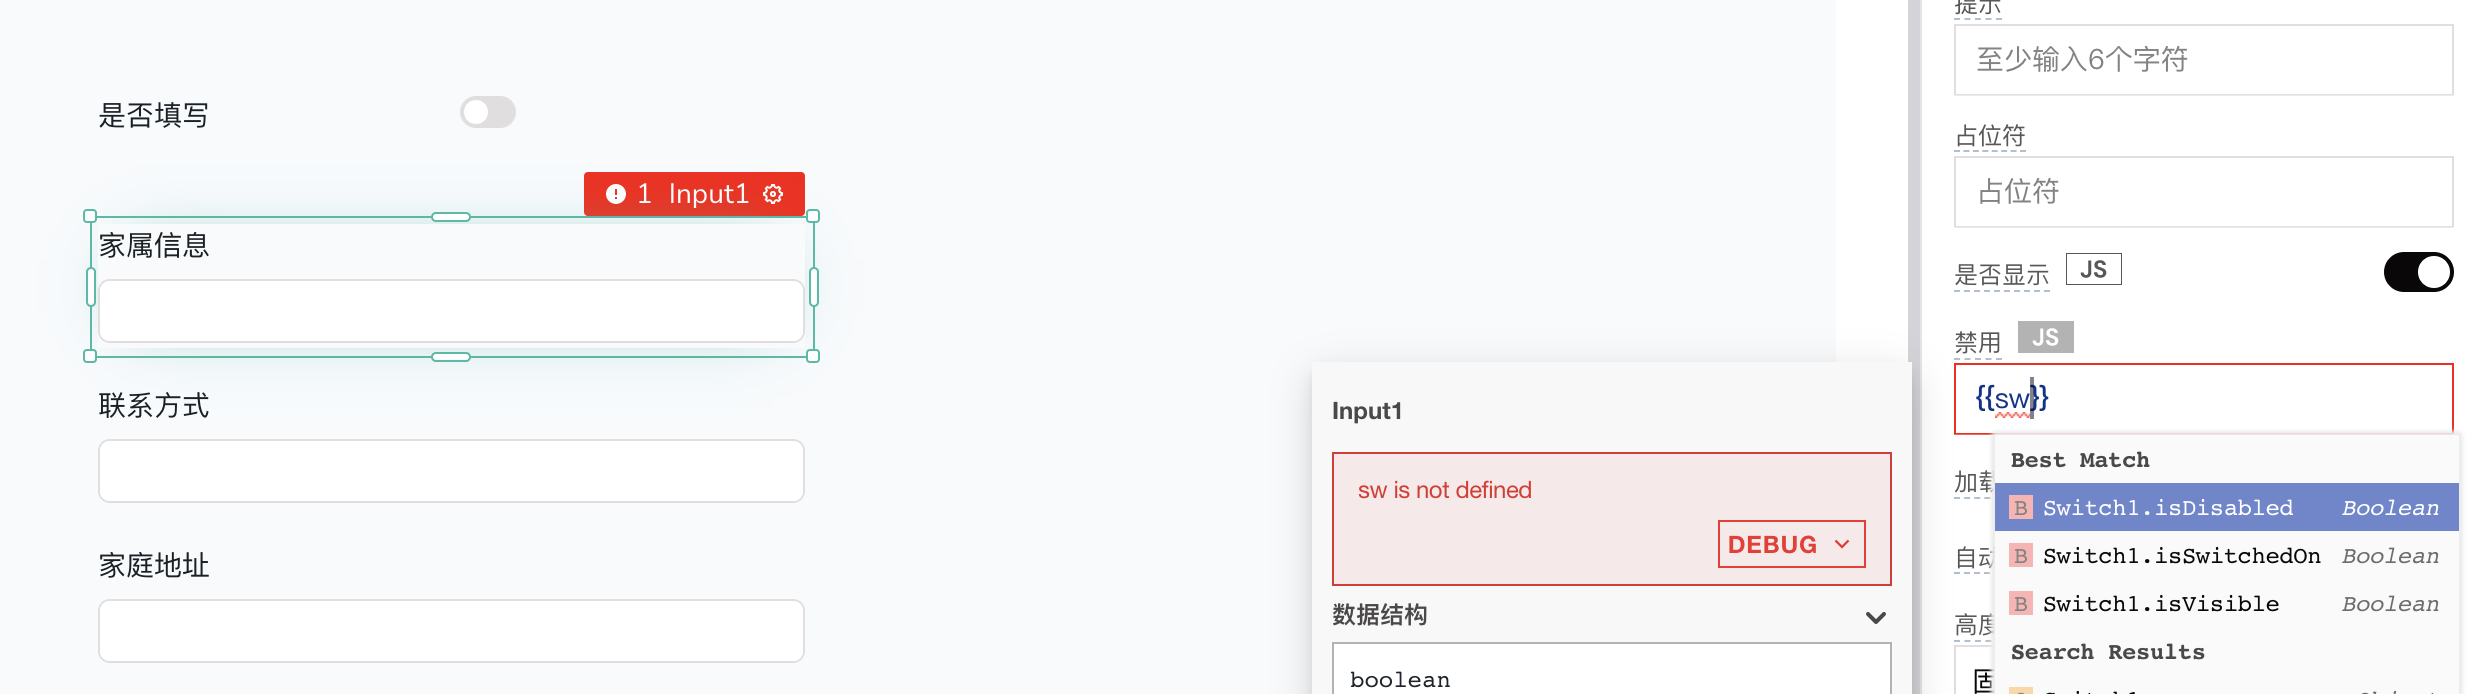 是否填写
1 Input1
家属信息
联系方式
家庭地址
Input1
sw is not defined
DEBUG
数据结构
boolean
提示
至少输入6个字符
占位符
占位符
是否显示 JS
禁用 JS
{{sw}}
加载
Best Match
B Switch1.isDisabled Boolean
B Switch1.isSwitchedOn Boolean
自动
B Switch1.isVisible Boolean
高度
Search Results